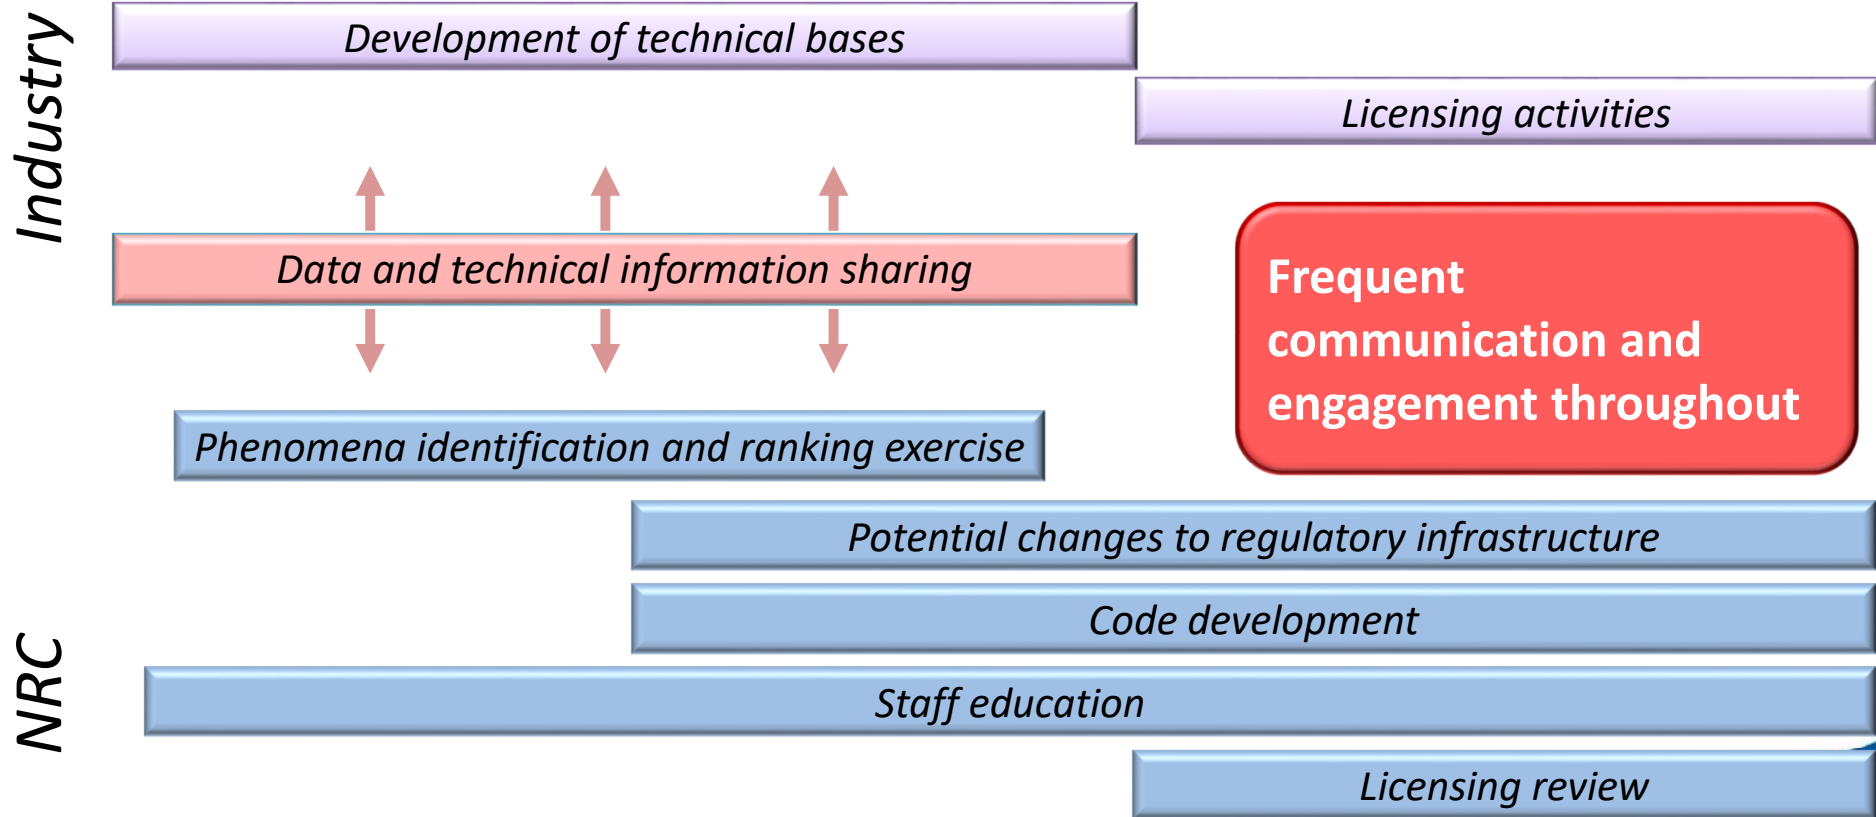 Industry
Development of technical bases
Licensing activities
Data and technical information sharing
Frequent
communication and
engagement throughout
Phenomena identification and ranking exercise
Potential changes to regulatory infrastructure
Code development
NRC
Staff education
Licensing review